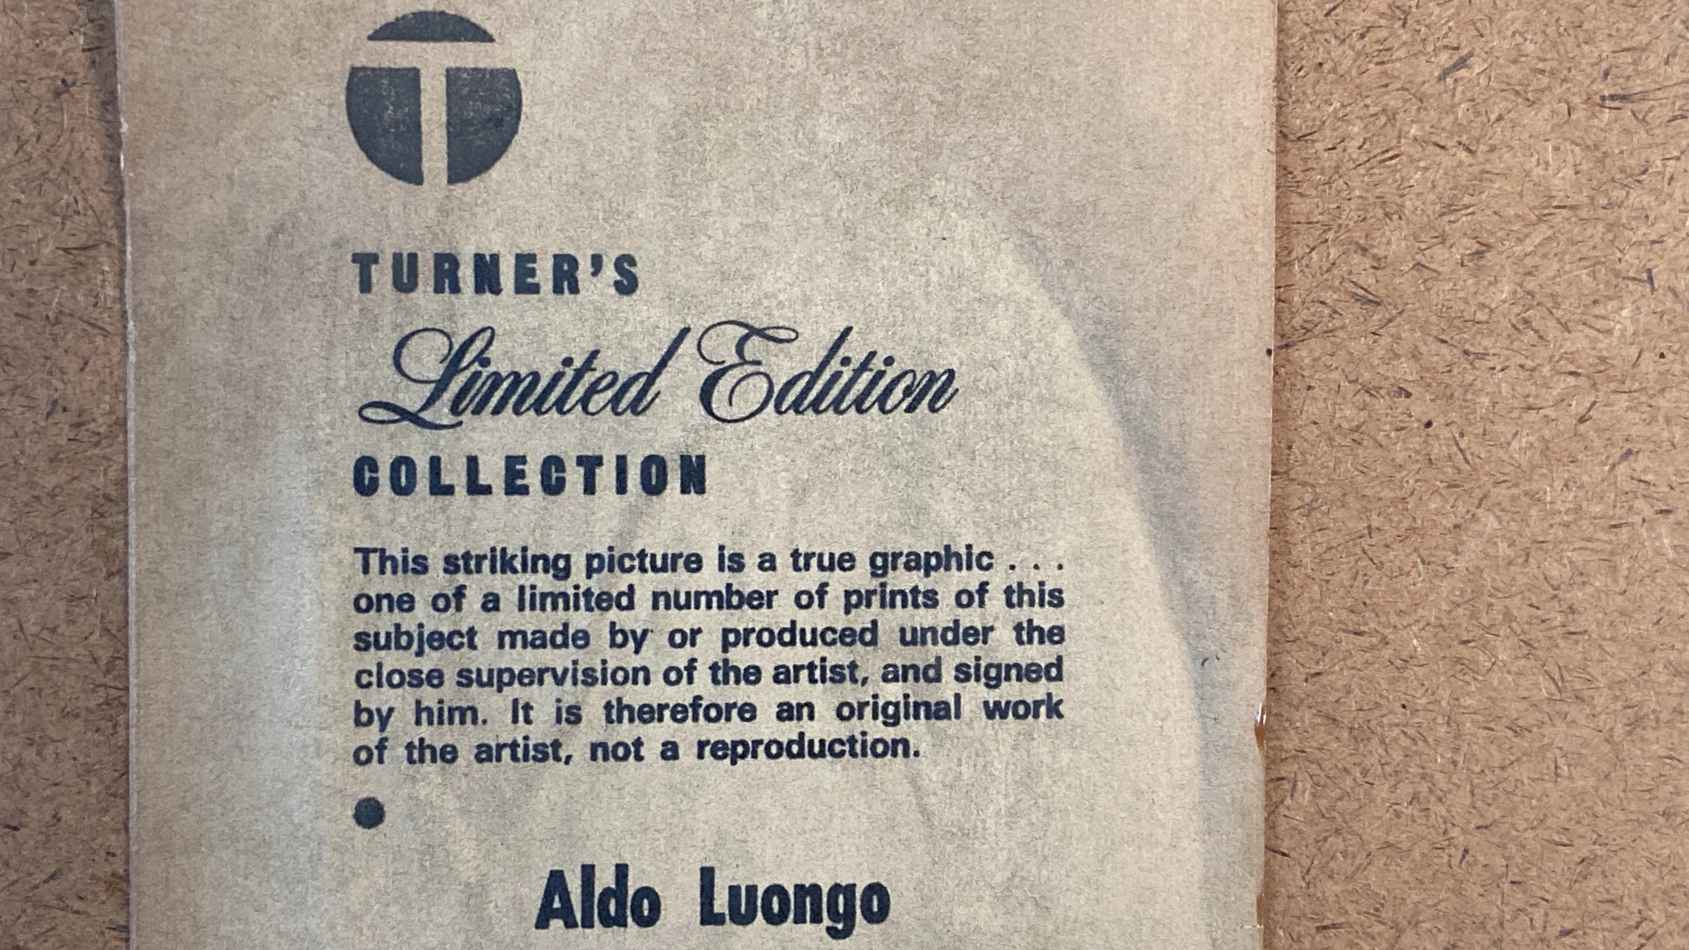 T
TURNER'S
Limited Edition
COLLECTION
This striking picture is a true graphic . . .
one of a limited number of prints of this
subject made by or produced under the
close supervision of the artist, and signed
by him. It is therefore an original work
of the artist, not a reproduction.
Aldo Luongo